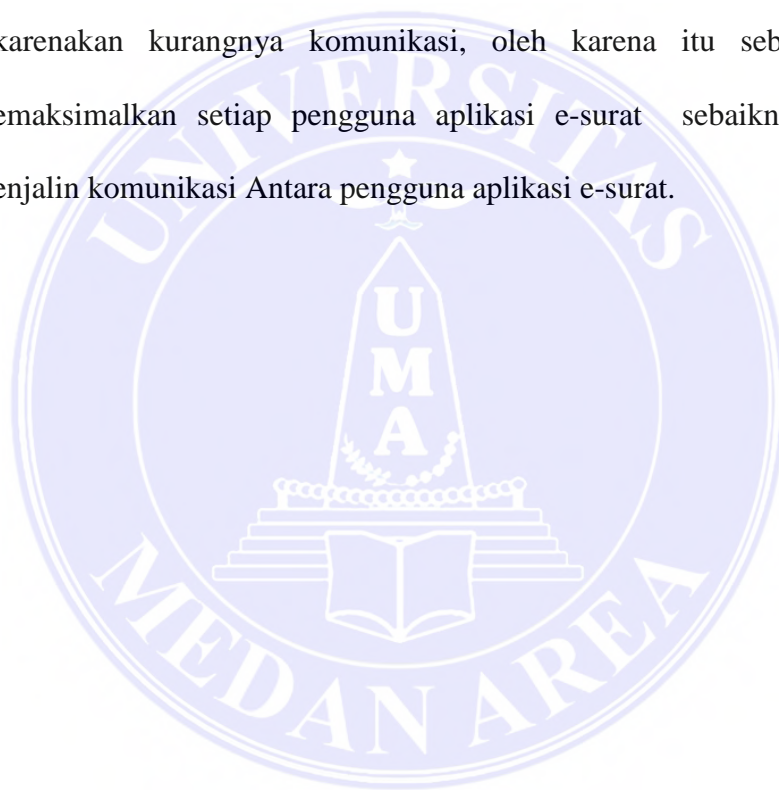 karenakan kurangnya komunikasi, oleh karena itu seb
emaksimalkan setiap pengguna aplikasi e-surat sebaikn
enjalin komunikasi Antara pengguna aplikasi e-surat.
UNIVERSITAS
UMA
MEDAN AREA